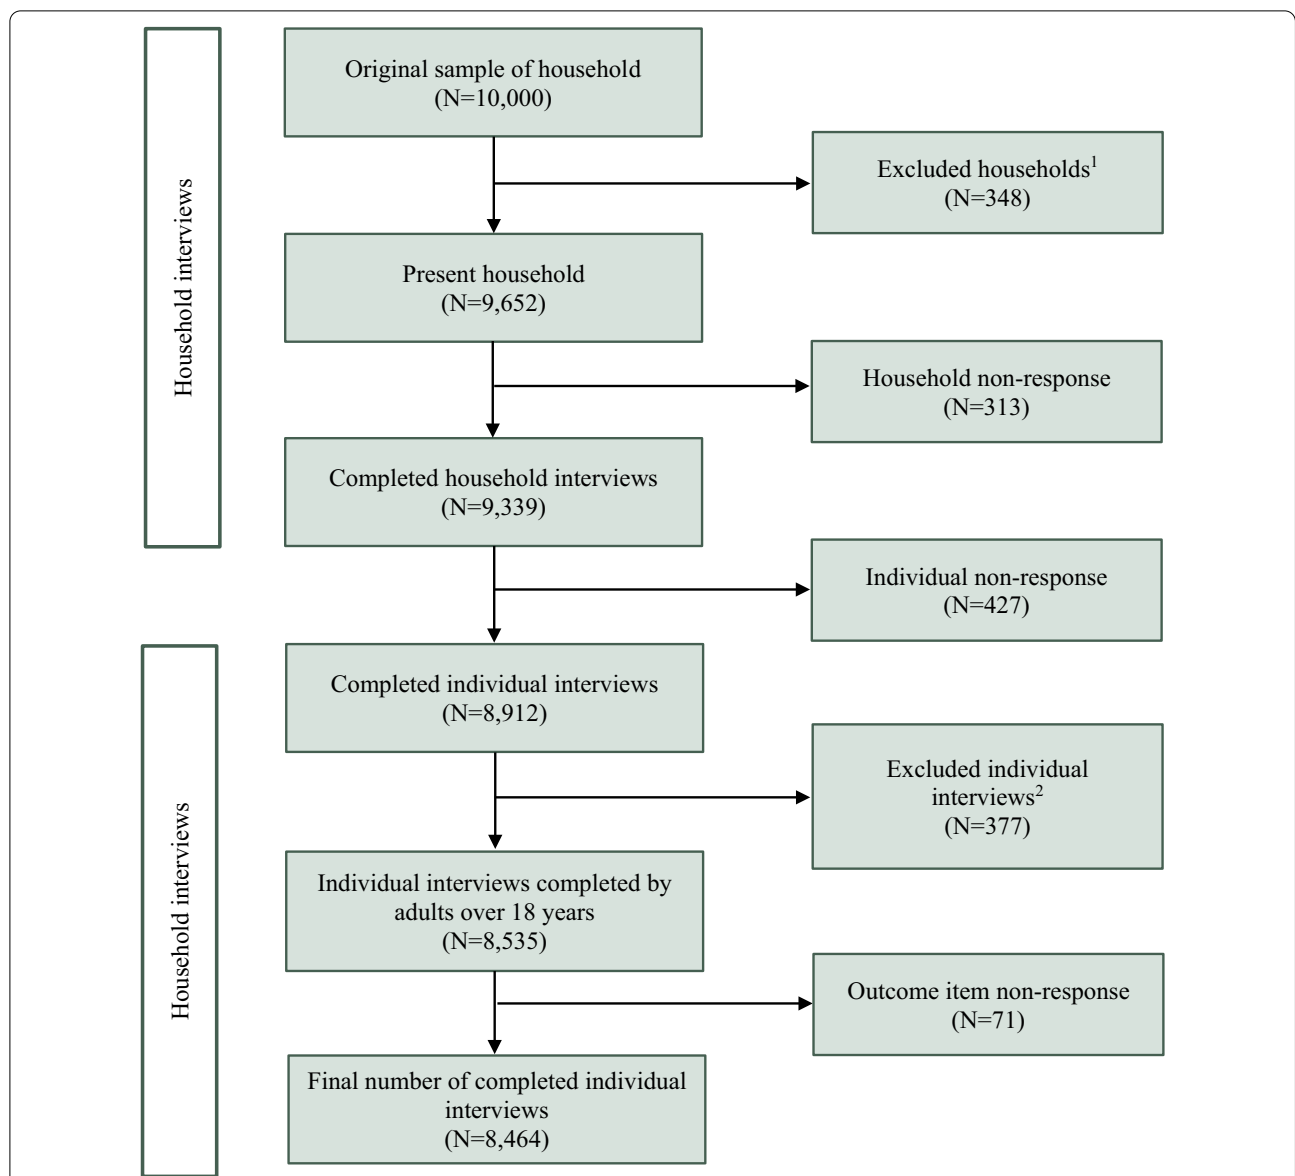 Household interviews
Original sample of household
(N=10,000)
Excluded households1
(N=348)
Present household
(N=9,652)
Household non-response
(N=313)
Completed household interviews
(N=9,339)
Individual non-response
(N=427)
Household interviews
Completed individual interviews
(N=8,912)
Excluded individual
interviews2
(N=377)
Individual interviews completed by
adults over 18 years
(N=8,535)
Outcome item non-response
(N=71)
Final number of completed individual
interviews
(N=8,464)